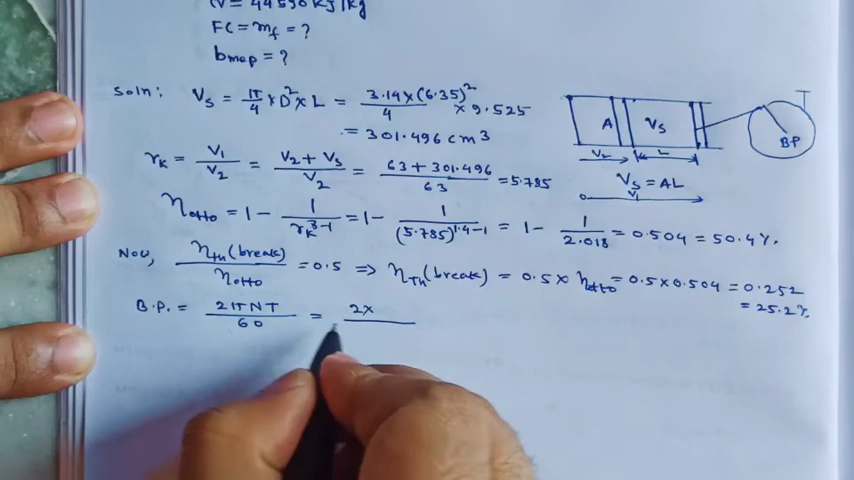 CV = 44590 kJ/kg
FC = mf = ?
bmep = ?
Soln: Vs = π/4 × D² × L = 3.14×(6.35)²/4 × 9.525
= 301.496 cm³
A Vs BP
V2 L
Vs = AL
V1
rk = V1/V2 = V2 + Vs/V2 = 63 + 301.496/63 = 5.785
ηotto = 1 - 1/rk^γ-1 = 1 - 1/(5.785)^1.4-1 = 1 - 1/2.018 = 0.504 = 50.4%
Now, ηTh(break)/ηotto = 0.5 => ηTh(break) = 0.5 × ηotto = 0.5 × 0.504 = 0.252
= 25.2%
B.P. = 2πNT/60 = 2×